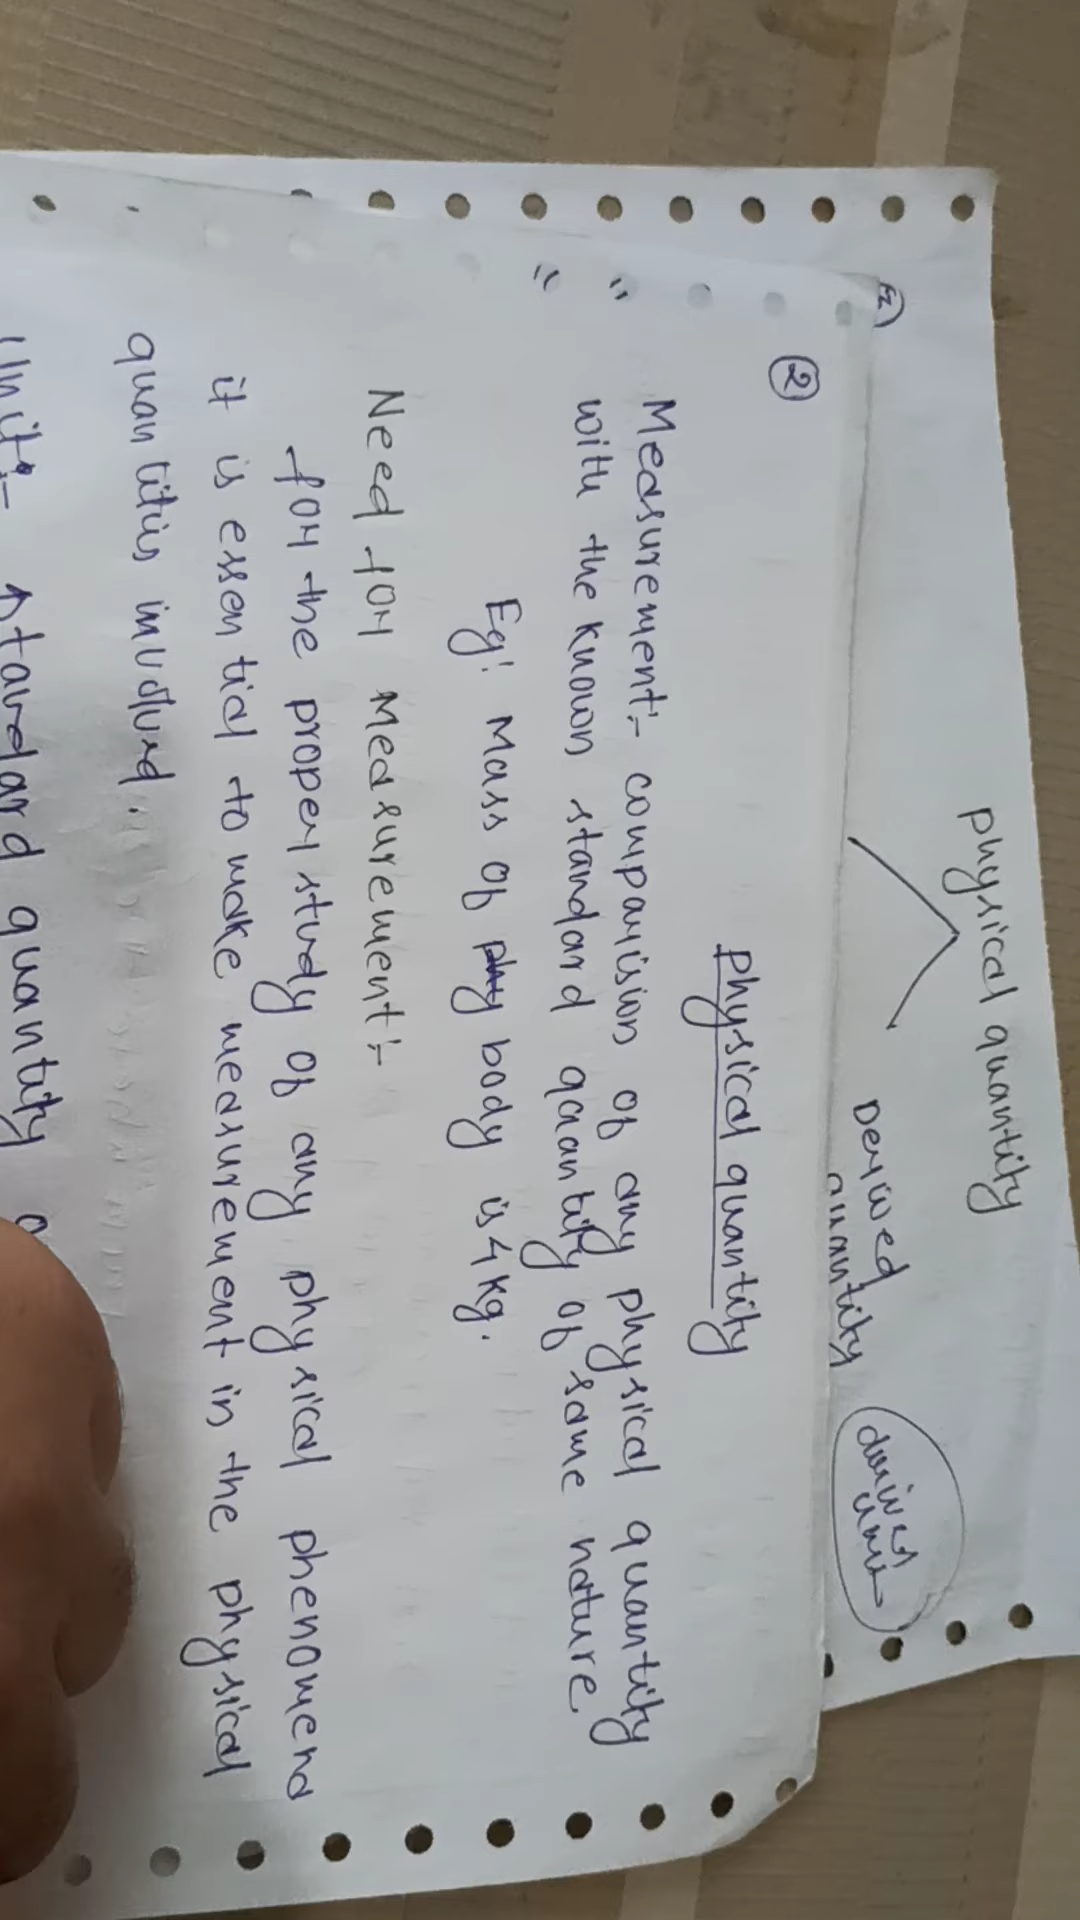 physical quantity
Derived
quantity
derived
②
Physical quantity
Measurement:- comparision of any physical quantity
with the known standard quantity of same nature.
Eg: Mass of phy body is 4 kg.
Need for Measurement:-
for the proper study of any physical phenomena
it is essential to make measurement in the physical
quantities involved.
Unit:- standard quantity